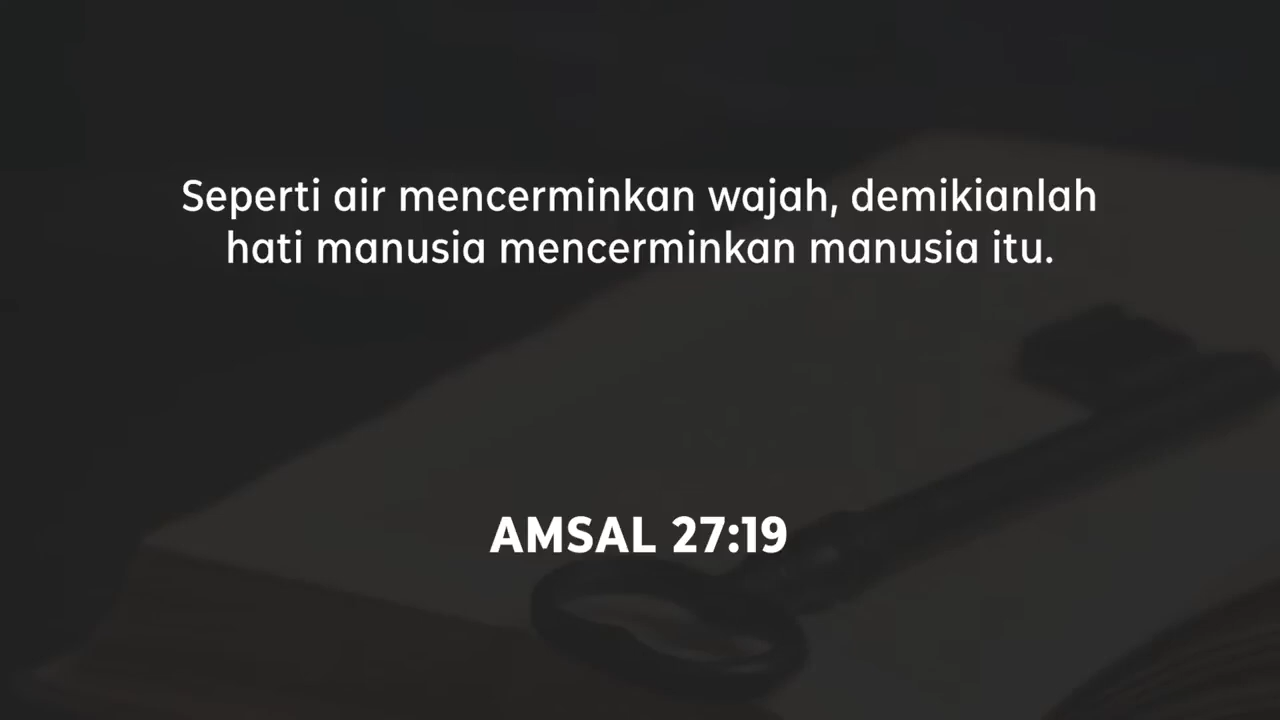 Seperti air mencerminkan wajah, demikianlah
hati manusia mencerminkan manusia itu.
AMSAL 27:19